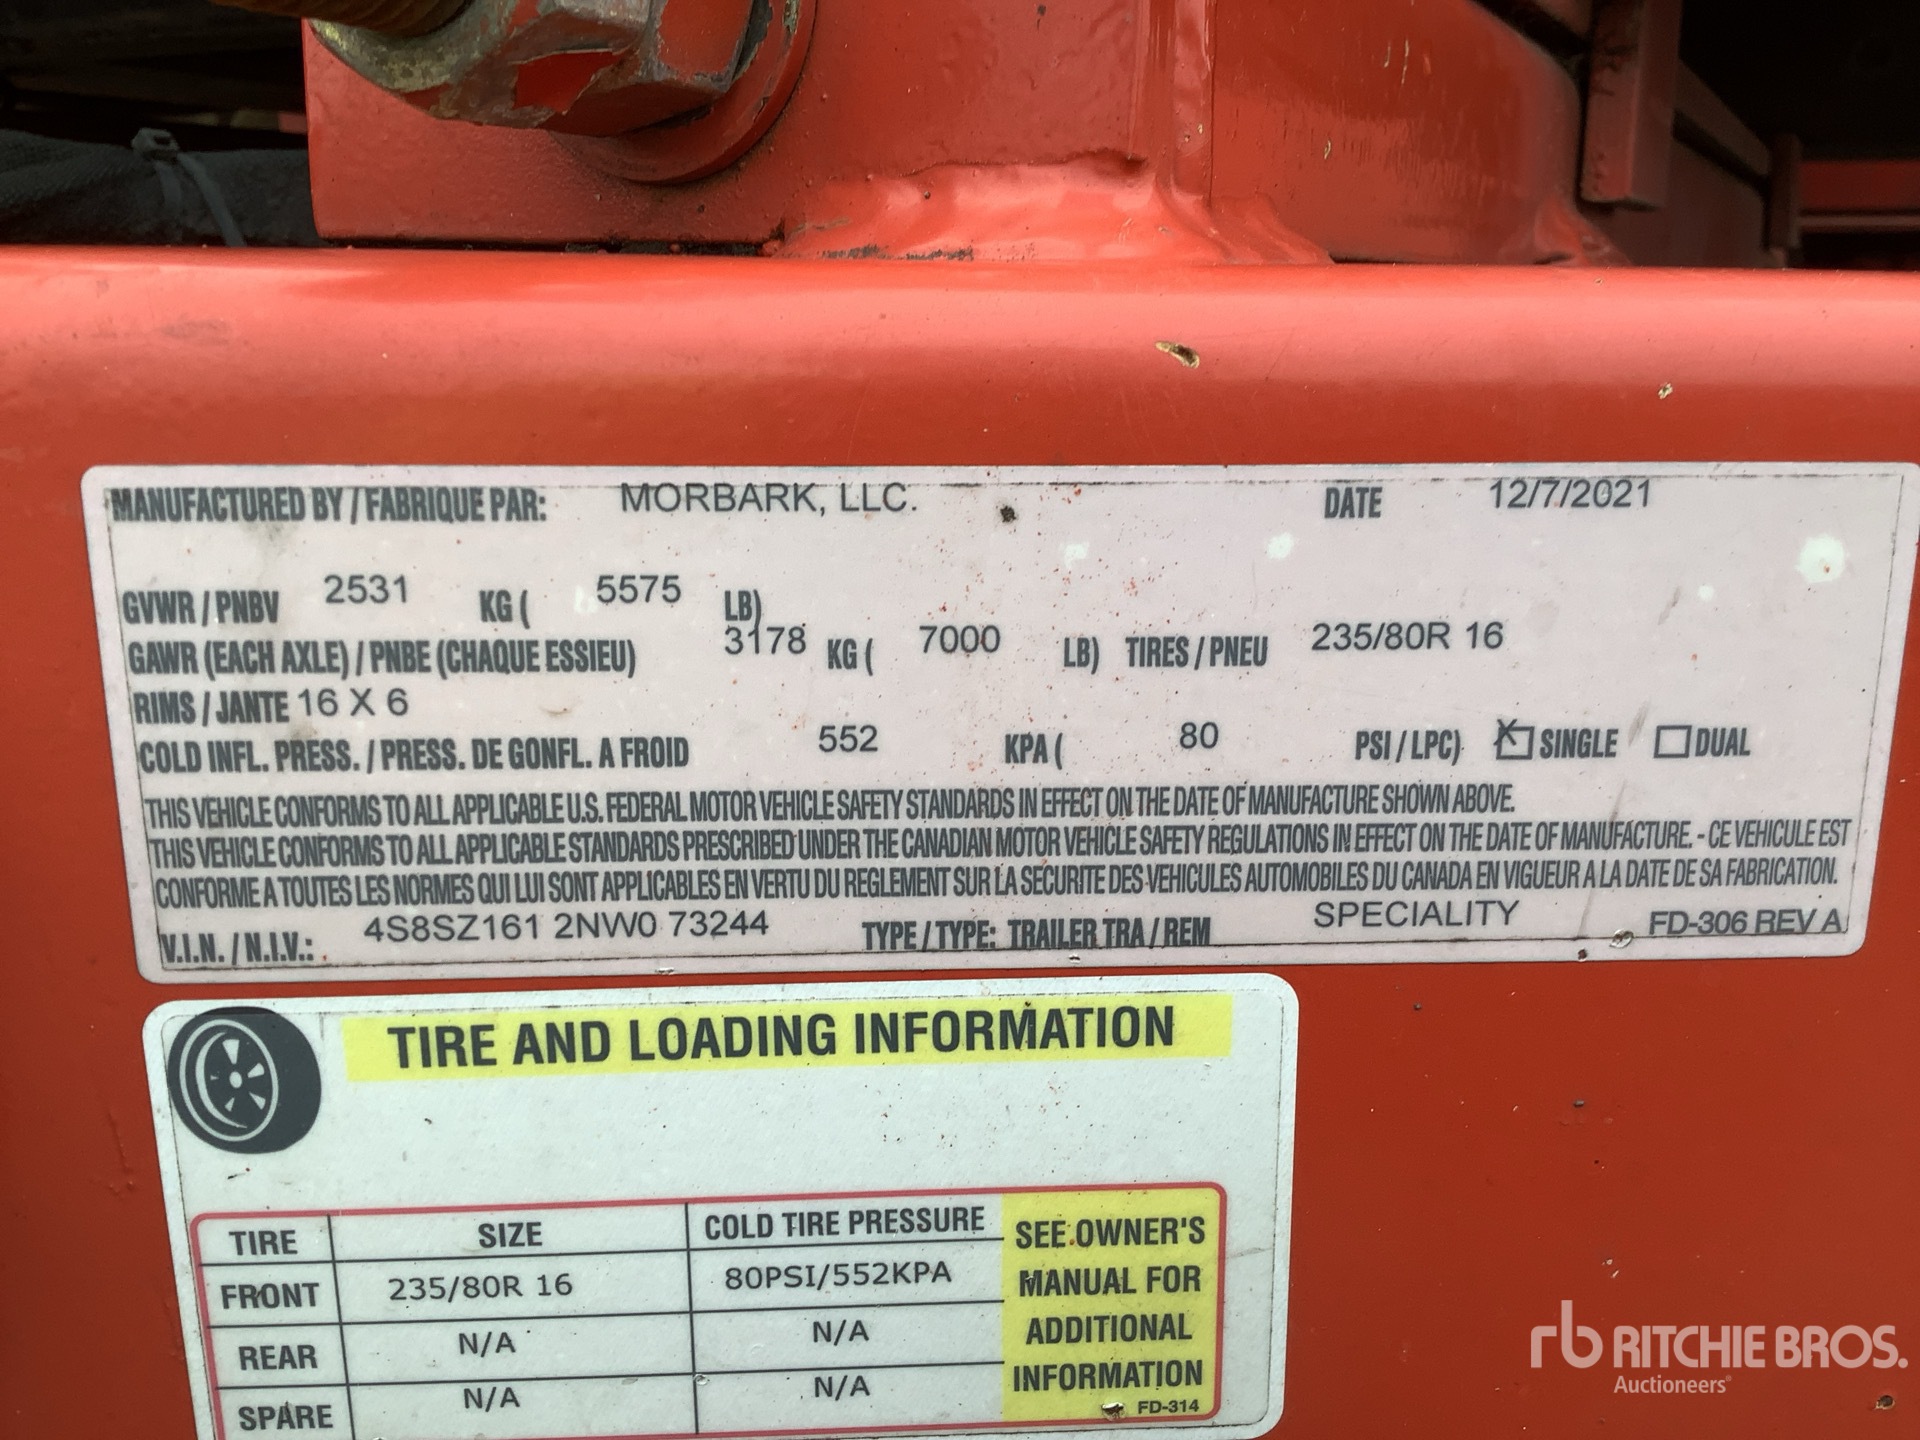 MANUFACTURED BY / FABRIQUE PAR: MORBARK, LLC. DATE 12/7/2021
GVWR / PNBV 2531 KG ( 5575 LB)
GAWR (EACH AXLE) / PNBE (CHAQUE ESSIEU) 3178 KG ( 7000 LB) TIRES / PNEU 235/80R 16
RIMS / JANTE 16 X 6
COLD INFL. PRESS. / PRESS. DE GONFL. A FROID 552 KPA ( 80 PSI / LPC) SINGLE DUAL
THIS VEHICLE CONFORMS TO ALL APPLICABLE U.S. FEDERAL MOTOR VEHICLE SAFETY STANDARDS IN EFFECT ON THE DATE OF MANUFACTURE SHOWN ABOVE.
THIS VEHICLE CONFORMS TO ALL APPLICABLE STANDARDS PRESCRIBED UNDER THE CANADIAN MOTOR VEHICLE SAFETY REGULATIONS IN EFFECT ON THE DATE OF MANUFACTURE. - CE VEHICULE EST
CONFORME A TOUTES LES NORMES QUI LUI SONT APPLICABLES EN VERTU DU REGLEMENT SUR LA SECURITE DES VEHICULES AUTOMOBILES DU CANADA EN VIGUEUR A LA DATE DE SA FABRICATION.
V.I.N. / N.I.V.: 4S8SZ161 2NW0 73244 TYPE / TYPE: TRAILER TRA / REM SPECIALITY FD-306 REV A
TIRE AND LOADING INFORMATION
TIRE SIZE COLD TIRE PRESSURE
FRONT 235/80R 16 80PSI/552KPA
REAR N/A N/A
SPARE N/A N/A
SEE OWNER'S
MANUAL FOR
ADDITIONAL
INFORMATION
FD-314
rb RITCHIE BROS.
Auctioneers